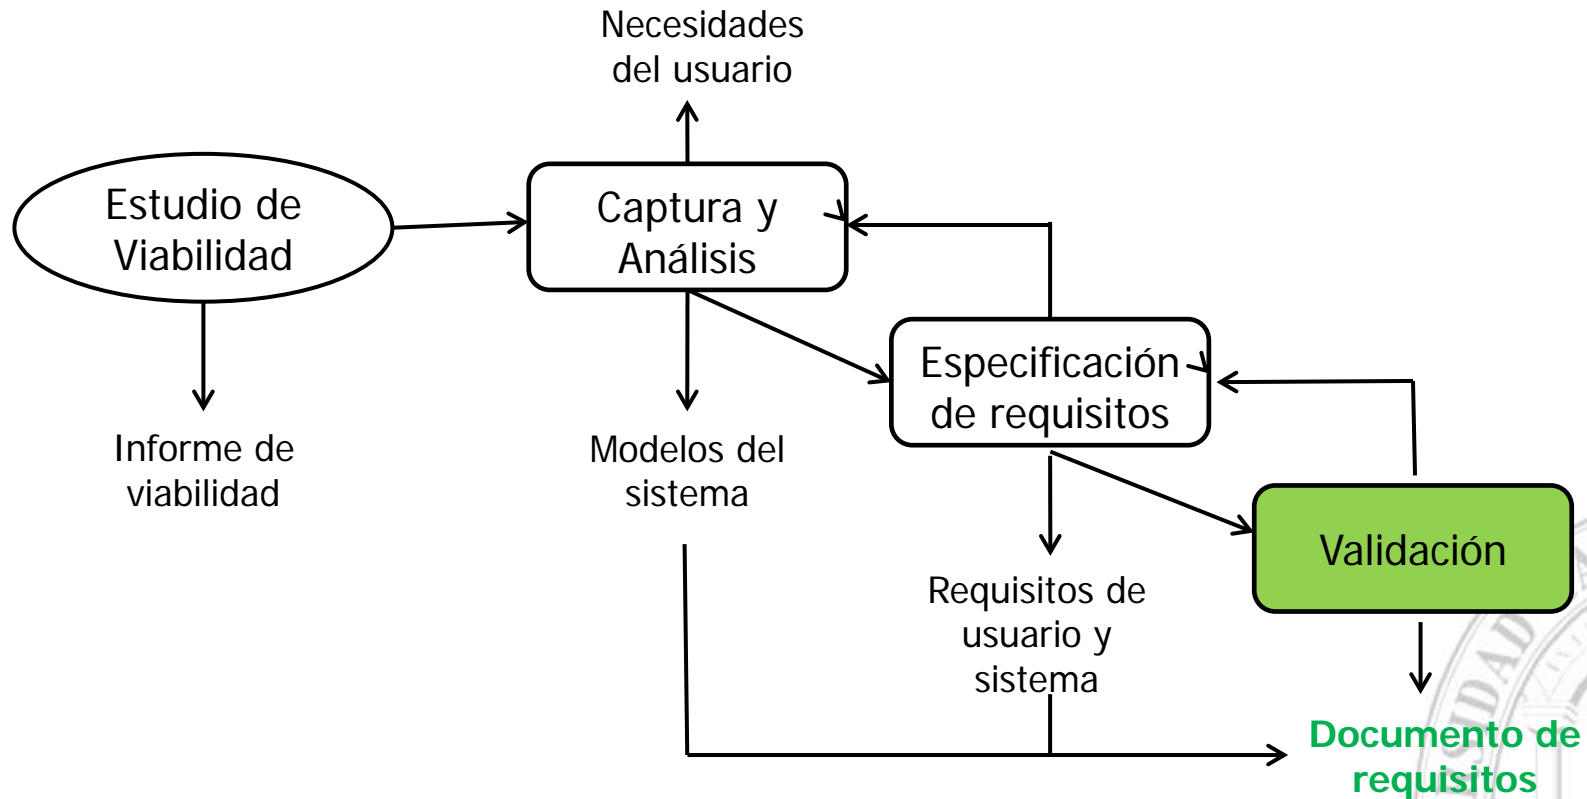 Necesidades
del usuario
Estudio de
Viabilidad
Captura y
Análisis
Especificación
de requisitos
Informe de
viabilidad
Modelos del
sistema
Validación
Requisitos de
usuario y
sistema
SIDAD
Documento de
requisitos